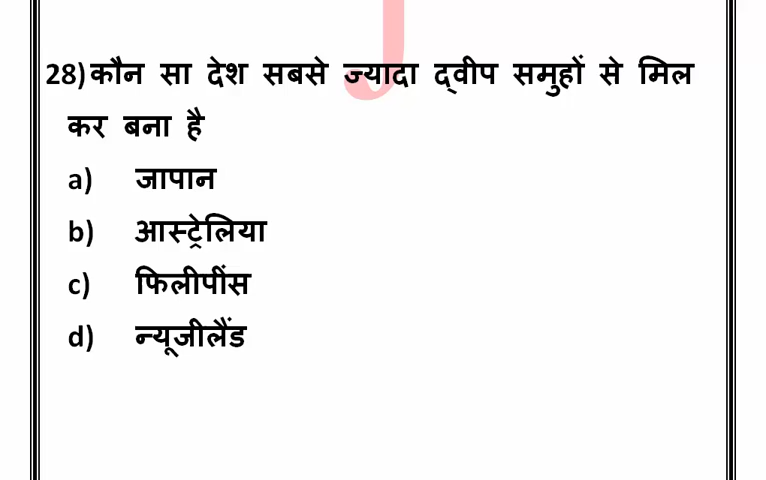 28) कौन सा देश सबसे ज्यादा द्वीप समुहों से मिल
कर बना है
a) जापान
b) आस्ट्रेलिया
c) फिलीपींस
d) न्यूजीलैंड